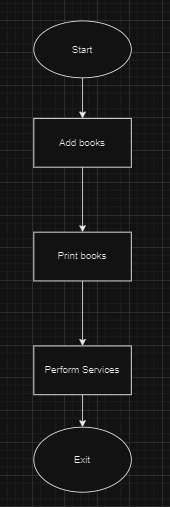 Start
Add books
Print books
Perform Services
Exit